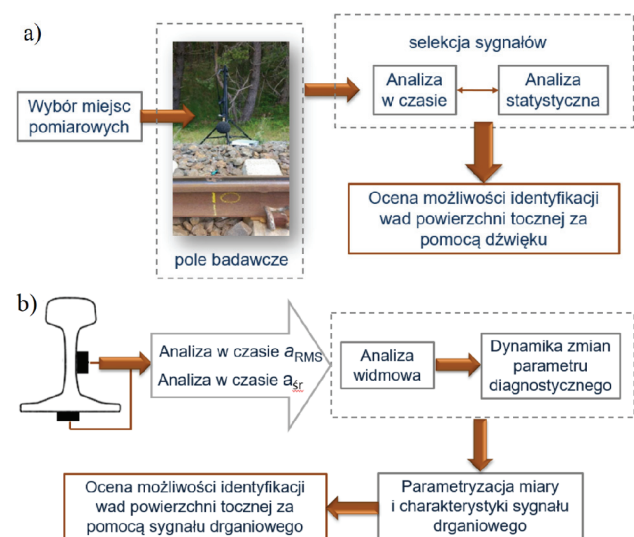 a)
Wybór miejsc
pomiarowych
10
pole badawcze
selekcja sygnałów
Analiza
w czasie
Analiza
statystyczna
Ocena możliwości identyfikacji
wad powierzchni tocznej za
pomocą dźwięku
b)
Analiza w czasie aRMS
Analiza w czasie aśr
Analiza
widmowa
Dynamika zmian
parametru
diagnostycznego
Parametryzacja miary
i charakterystyki sygnału
drganiowego
Ocena możliwości identyfikacji
wad powierzchni tocznej za
pomocą sygnału drganiowego